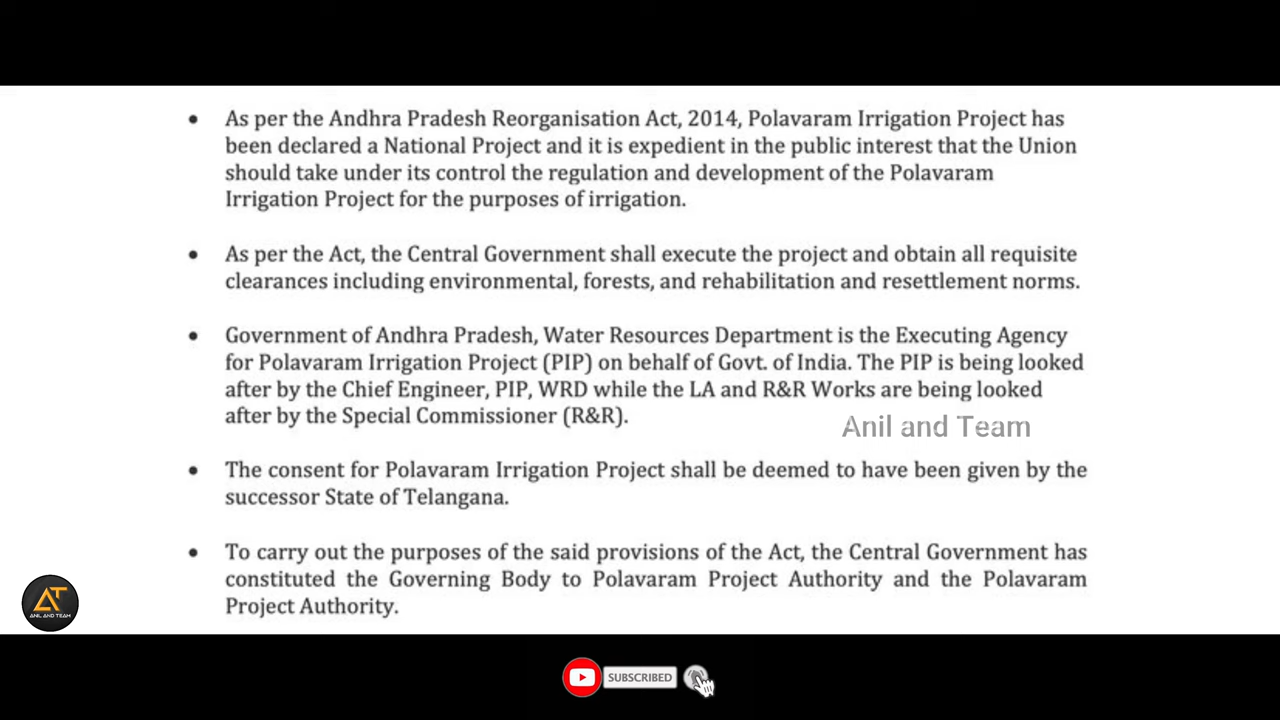 • As per the Andhra Pradesh Reorganisation Act, 2014, Polavaram Irrigation Project has
been declared a National Project and it is expedient in the public interest that the Union
should take under its control the regulation and development of the Polavaram
Irrigation Project for the purposes of irrigation.
• As per the Act, the Central Government shall execute the project and obtain all requisite
clearances including environmental, forests, and rehabilitation and resettlement norms.
• Government of Andhra Pradesh, Water Resources Department is the Executing Agency
for Polavaram Irrigation Project (PIP) on behalf of Govt. of India. The PIP is being looked
after by the Chief Engineer, PIP, WRD while the LA and R&R Works are being looked
after by the Special Commissioner (R&R).
Anil and Team
• The consent for Polavaram Irrigation Project shall be deemed to have been given by the
successor State of Telangana.
• To carry out the purposes of the said provisions of the Act, the Central Government has
constituted the Governing Body to Polavaram Project Authority and the Polavaram
Project Authority.
AT
ANIL AND TEAM
SUBSCRIBED